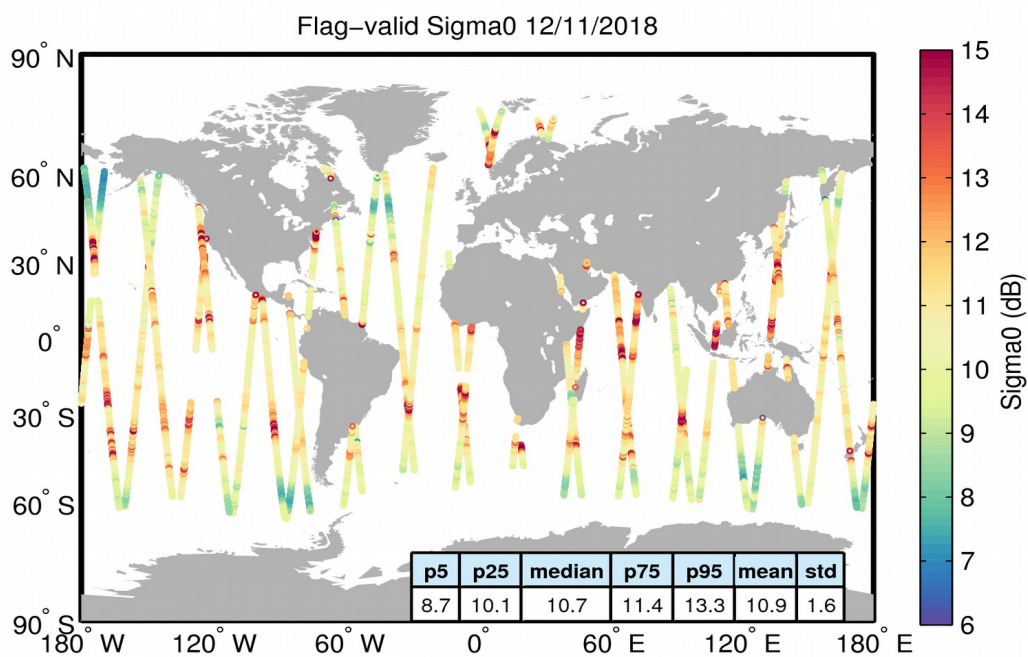 Flag–valid Sigma0 12/11/2018
90° N
60° N
30° N
0°
30° S
60° S
90° S
180° W
120° W
60° W
0°
60° E
120° E
180° E
p5 p25 median p75 p95 mean std
8.7 10.1 10.7 11.4 13.3 10.9 1.6
15
14
13
12
11
10
9
8
7
6
Sigma0 (dB)